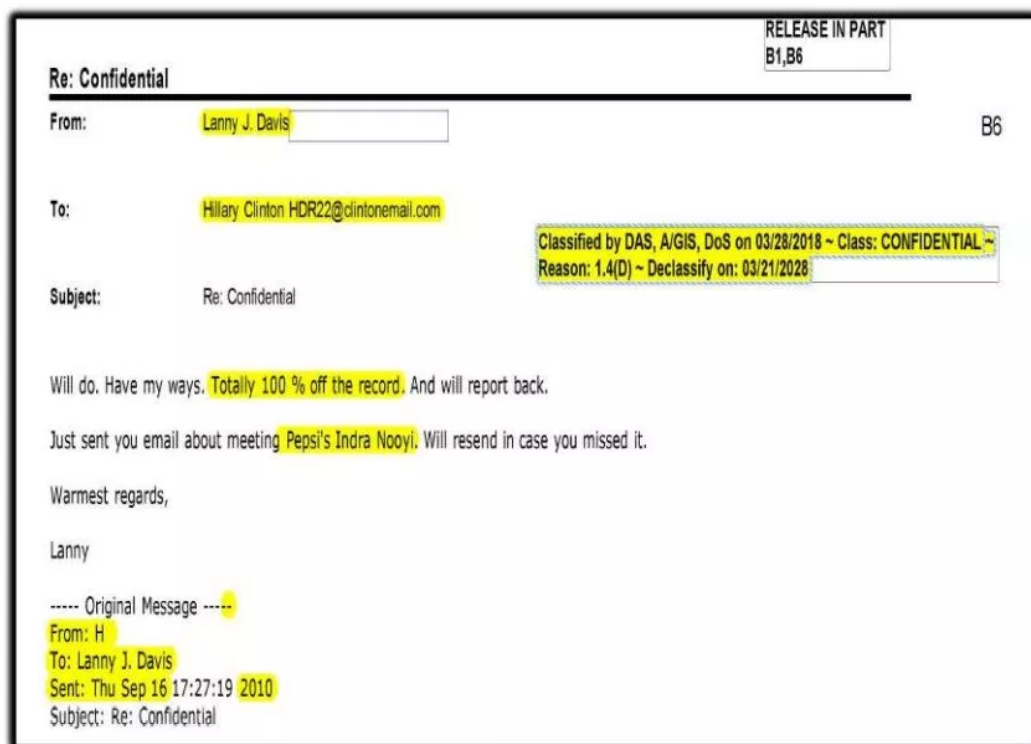 RELEASE IN PART
B1,B6
Re: Confidential
From: Lanny J. Davis
B6
To: Hillary Clinton HDR22@clintonemail.com
Classified by DAS, A/GIS, DoS on 03/28/2018 ~ Class: CONFIDENTIAL ~
Reason: 1.4(D) ~ Declassify on: 03/21/2028
Subject: Re: Confidential
Will do. Have my ways. Totally 100 % off the record. And will report back.
Just sent you email about meeting Pepsi's Indra Nooyi. Will resend in case you missed it.
Warmest regards,
Lanny
----- Original Message -----
From: H
To: Lanny J. Davis
Sent: Thu Sep 16 17:27:19 2010
Subject: Re: Confidential